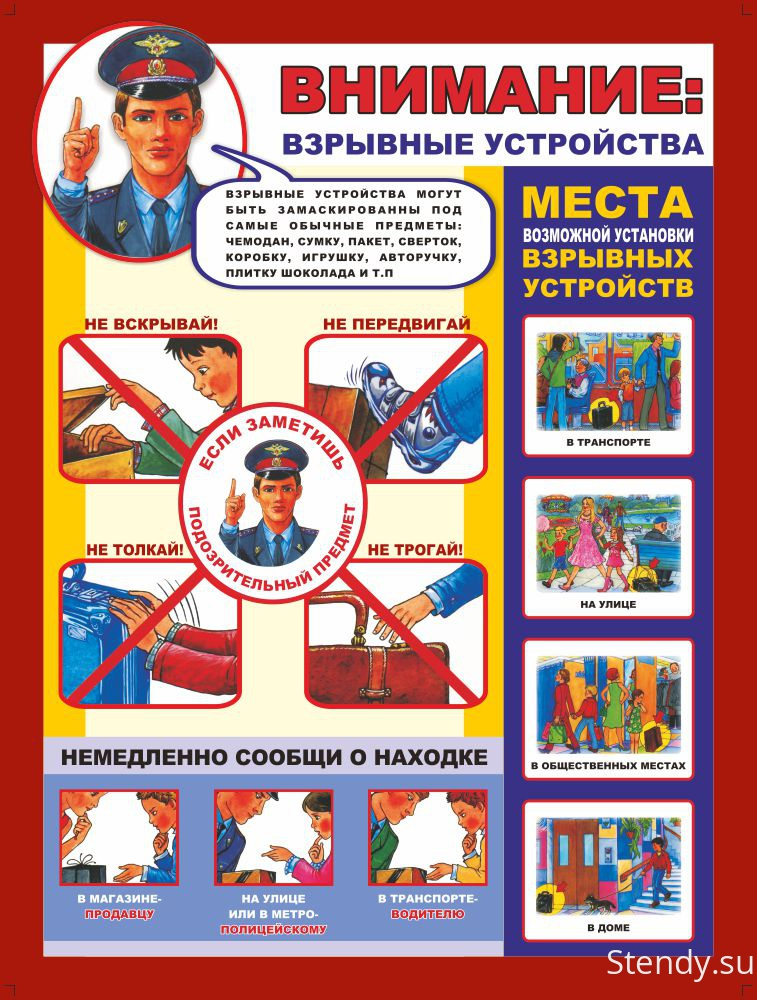 ВНИМАНИЕ:
ВЗРЫВНЫЕ УСТРОЙСТВА
ВЗРЫВНЫЕ УСТРОЙСТВА МОГУТ
БЫТЬ ЗАМАСКИРОВАННЫ ПОД
САМЫЕ ОБЫЧНЫЕ ПРЕДМЕТЫ:
ЧЕМОДАН, СУМКУ, ПАКЕТ, СВЕРТОК,
КОРОБКУ, ИГРУШКУ, АВТОРУЧКУ,
ПЛИТКУ ШОКОЛАДА И Т.П
НЕ ВСКРЫВАЙ!
НЕ ПЕРЕДВИГАЙ
ЕСЛИ ЗАМЕТИШЬ
ПОДОЗРИТЕЛЬНЫЙ ПРЕДМЕТ
НЕ ТОЛКАЙ!
НЕ ТРОГАЙ!
НЕМЕДЛЕННО СООБЩИ О НАХОДКЕ
В МАГАЗИНЕ-
ПРОДАВЦУ
НА УЛИЦЕ
ИЛИ В МЕТРО-
ПОЛИЦЕЙСКОМУ
В ТРАНСПОРТЕ-
ВОДИТЕЛЮ
МЕСТА
ВОЗМОЖНОЙ УСТАНОВКИ
ВЗРЫВНЫХ
УСТРОЙСТВ
В ТРАНСПОРТЕ
НА УЛИЦЕ
В ОБЩЕСТВЕННЫХ МЕСТАХ
В ДОМЕ
Stendy.su